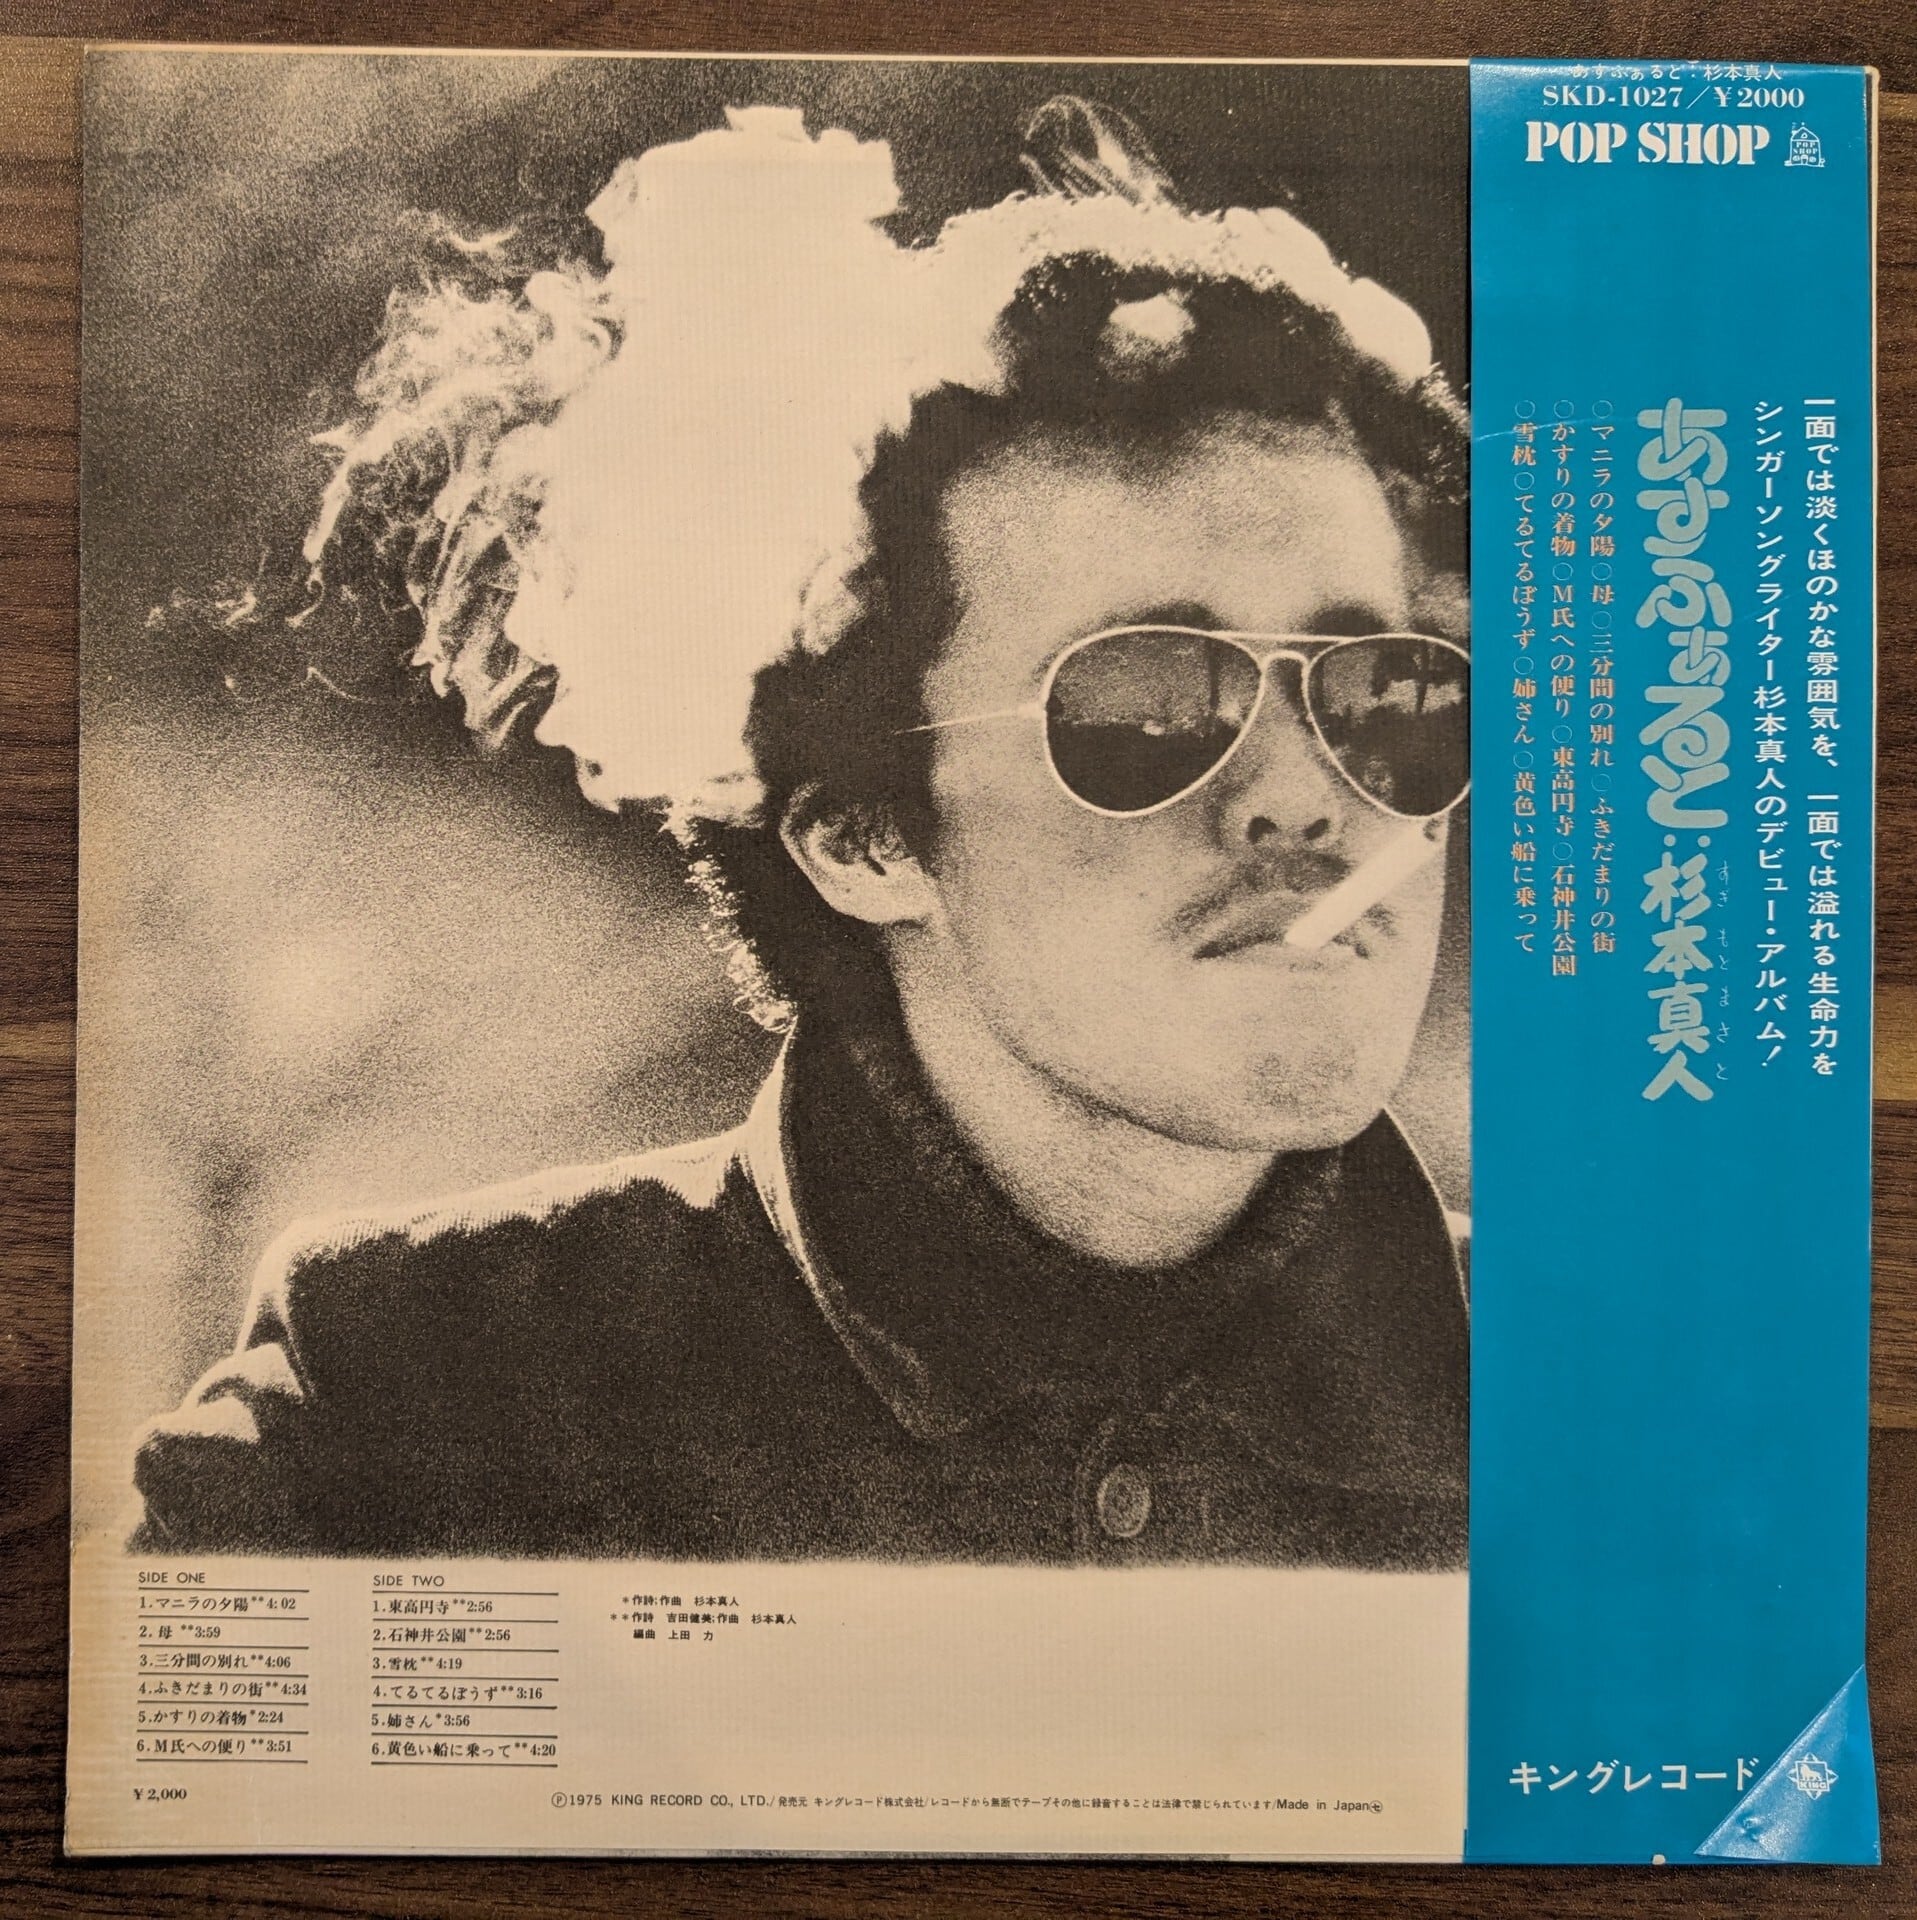 あすふぁると:杉本真人
SKD-1027/¥2000
POP SHOP
POP
SHOP
一面では淡くほのかな雰囲気を、一面では溢れる生命力を
シンガーソングライター杉本真人のデビュー・アルバム!
あすふぁると:杉本真人
すぎもとまさと
○マニラの夕陽○母○三分間の別れ○ふきだまりの街
○かすりの着物○M氏への便り○東高円寺○石神井公園
○雪枕○てるてるぼうず○姉さん○黄色い船に乗って
キングレコード
KING
SIDE ONE
1.マニラの夕陽**4:02
2.母 **3:59
3.三分間の別れ**4:06
4.ふきだまりの街**4:34
5.かすりの着物*2:24
6.M氏への便り**3:51
SIDE TWO
1.東高円寺**2:56
2.石神井公園**2:56
3.雪枕**4:19
4.てるてるぼうず**3:16
5.姉さん*3:56
6.黄色い船に乗って**4:20
*作詩;作曲 杉本真人
**作詩 吉田健美;作曲 杉本真人
編曲 上田 力
¥2,000
Ⓟ1975 KING RECORD CO., LTD./発売元 キングレコード株式会社/レコードから無断でテープその他に録音することは法律で禁じられています/Made in Japan㊆